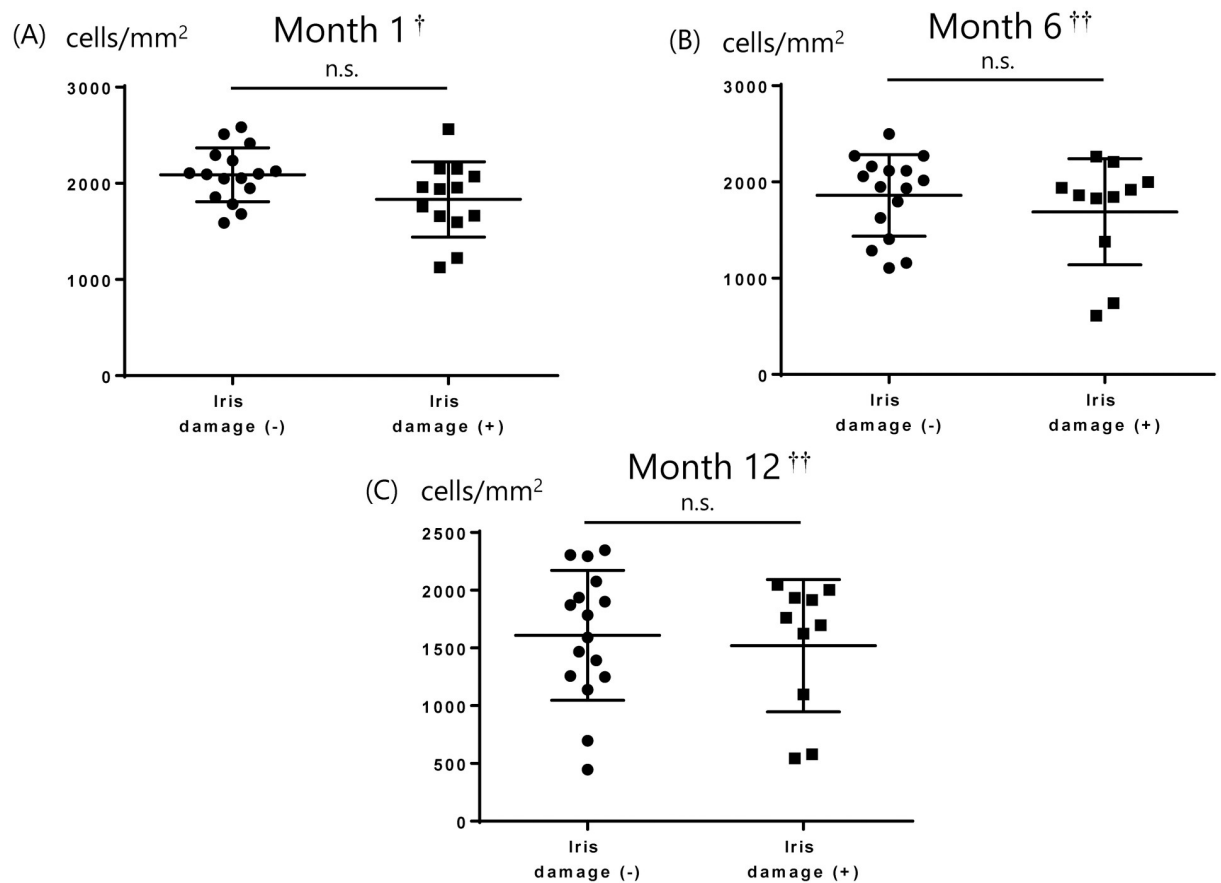 (A) cells/mm² Month 1 †
n.s.
3000
2000
1000
0
Iris
damage (-)
Iris
damage (+)
(B) cells/mm² Month 6 ††
n.s.
3000
2000
1000
0
Iris
damage (-)
Iris
damage (+)
(C) cells/mm² Month 12 ††
n.s.
2500
2000
1500
1000
500
0
Iris
damage (-)
Iris
damage (+)